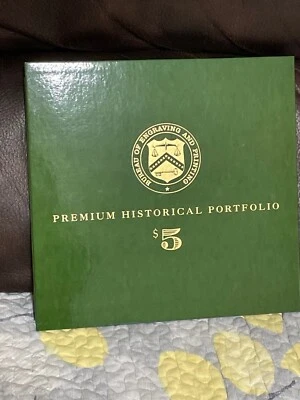 BUREAU OF ENGRAVING AND PRINTING
PREMIUM HISTORICAL PORTFOLIO
$5